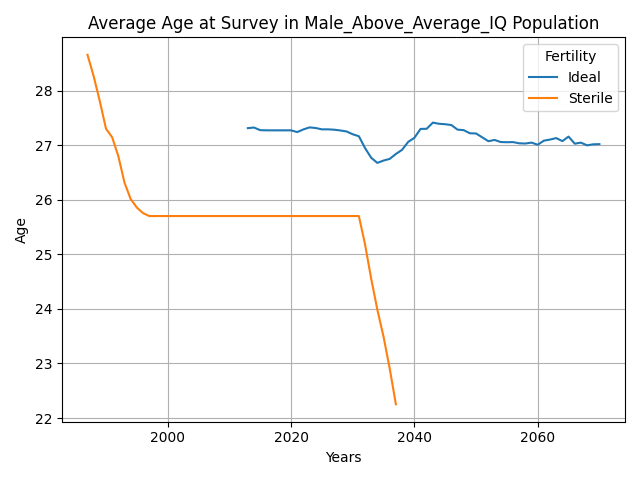 Average Age at Survey in Male_Above_Average_IQ Population
Fertility
Ideal
Sterile
Age
28
27
26
25
24
23
22
2000
2020
2040
2060
Years